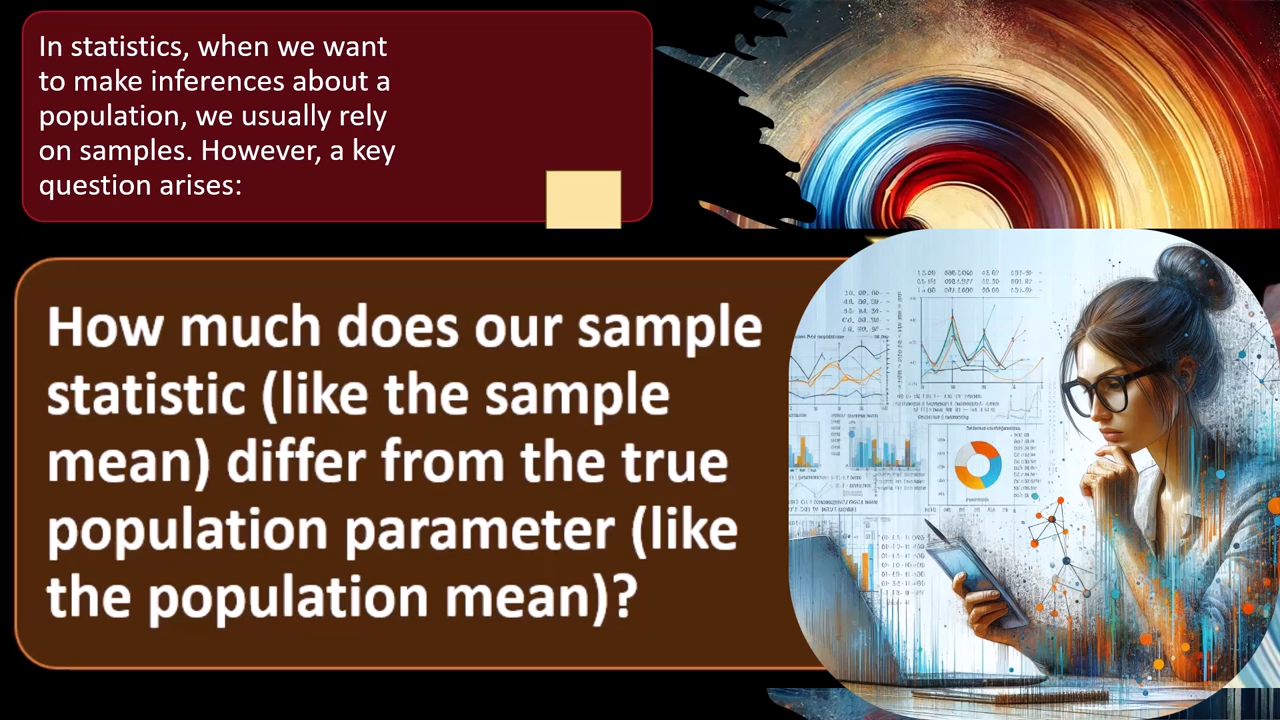 In statistics, when we want
to make inferences about a
population, we usually rely
on samples. However, a key
question arises:
How much does our sample
statistic (like the sample
mean) differ from the true
population parameter (like
the population mean)?